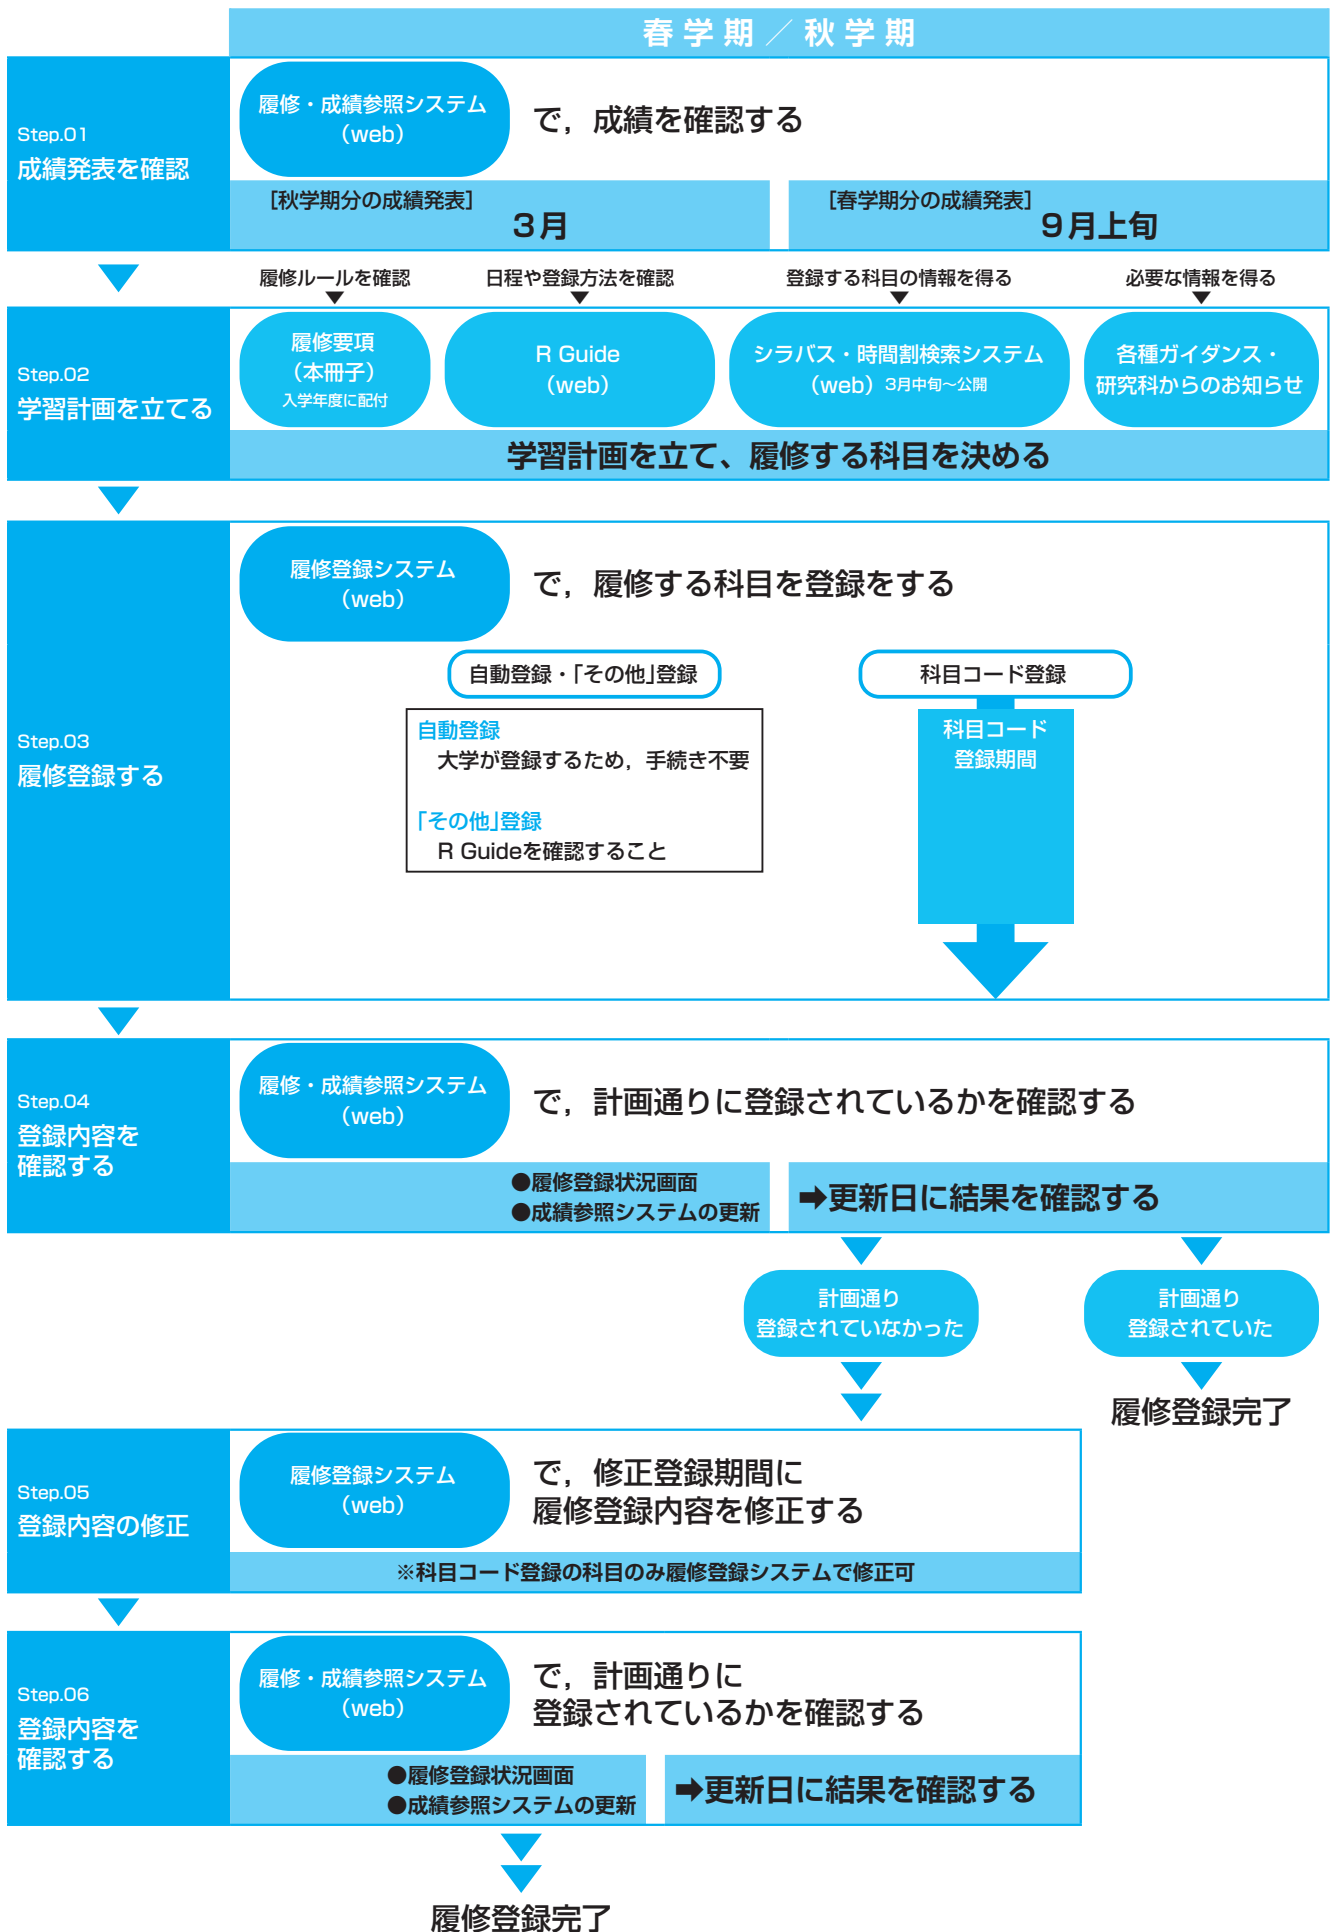 春学期／秋学期
Step.01
成績発表を確認
履修・成績参照システム
（web）
で，成績を確認する
［秋学期分の成績発表］
3月
［春学期分の成績発表］
9月上旬
履修ルールを確認
日程や登録方法を確認
登録する科目の情報を得る
必要な情報を得る
Step.02
学習計画を立てる
履修要項
（本冊子）
入学年度に配付
R Guide
（web）
シラバス・時間割検索システム
（web）3月中旬～公開
各種ガイダンス・
研究科からのお知らせ
学習計画を立て、履修する科目を決める
Step.03
履修登録する
履修登録システム
（web）
で，履修する科目を登録をする
自動登録・「その他」登録
自動登録
大学が登録するため，手続き不要
「その他」登録
R Guideを確認すること
科目コード登録
科目コード
登録期間
Step.04
登録内容を
確認する
履修・成績参照システム
（web）
で，計画通りに登録されているかを確認する
●履修登録状況画面
●成績参照システムの更新
➡更新日に結果を確認する
計画通り
登録されていなかった
計画通り
登録されていた
履修登録完了
Step.05
登録内容の修正
履修登録システム
（web）
で，修正登録期間に
履修登録内容を修正する
※科目コード登録の科目のみ履修登録システムで修正可
Step.06
登録内容を
確認する
履修・成績参照システム
（web）
で，計画通りに
登録されているかを確認する
●履修登録状況画面
●成績参照システムの更新
➡更新日に結果を確認する
履修登録完了